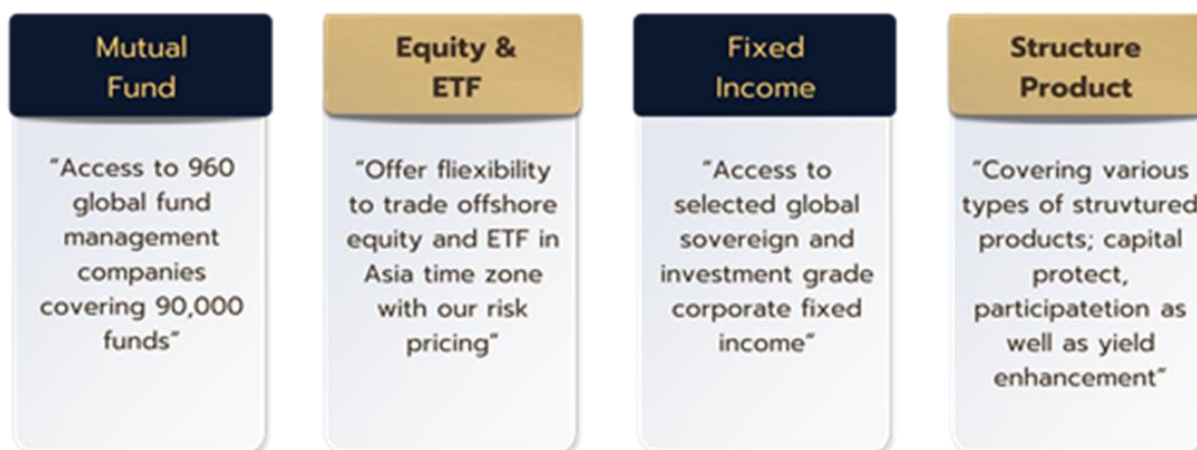 Mutual
Fund
"Access to 960
global fund
management
companies
covering 90,000
funds"
Equity &
ETF
"Offer fliexibility
to trade offshore
equity and ETF in
Asia time zone
with our risk
pricing"
Fixed
Income
"Access to
selected global
sovereign and
investment grade
corporate fixed
income"
Structure
Product
"Covering various
types of struvtured
products; capital
protect,
participatetion as
well as yield
enhancement"